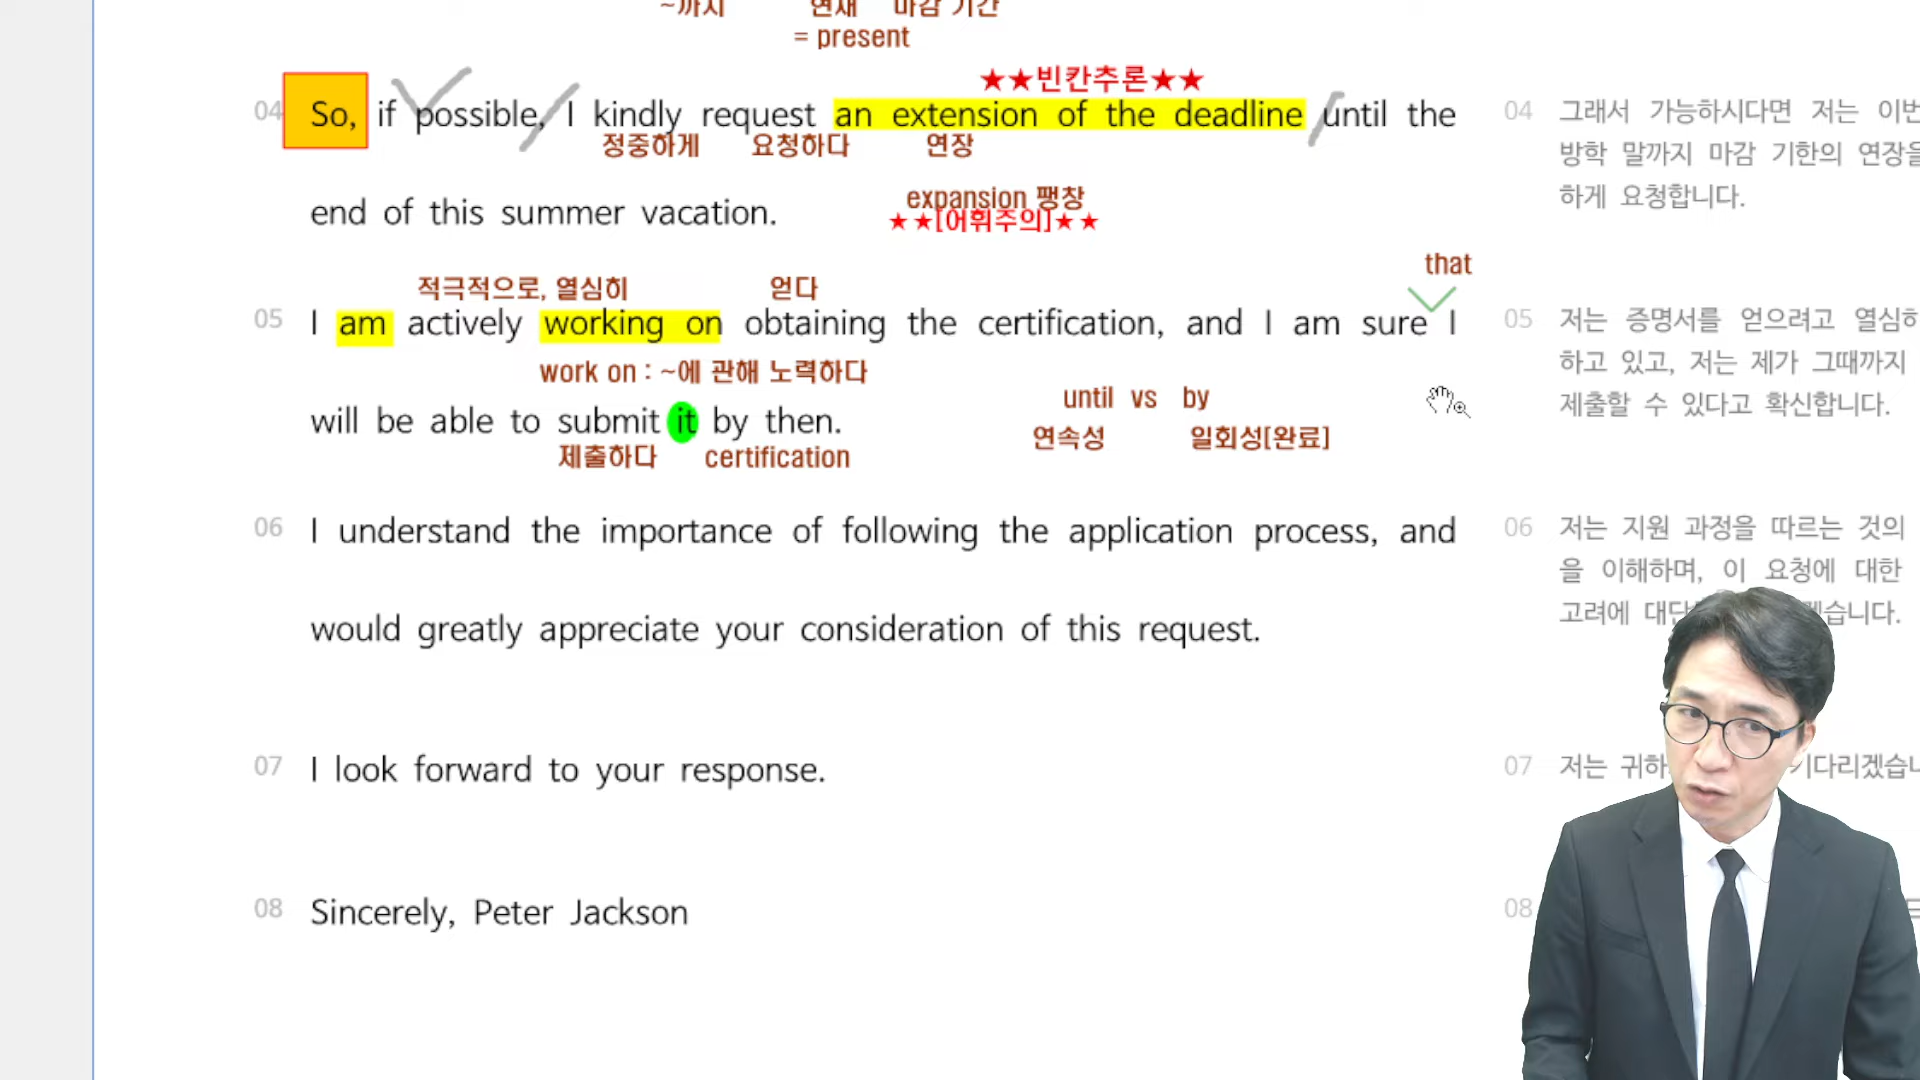 ~까지 현재 마감 기간
= present
★★빈칸추론★★
04 So, if possible, I kindly request an extension of the deadline until the
정중하게 요청하다 연장
expansion 팽창
end of this summer vacation.
★★[어휘주의]★★
that
적극적으로, 열심히 얻다
05 I am actively working on obtaining the certification, and I am sure I
work on : ~에 관해 노력하다
until vs by
will be able to submit it by then.
연속성 일회성[완료]
제출하다 certification
06 I understand the importance of following the application process, and
would greatly appreciate your consideration of this request.
07 I look forward to your response.
08 Sincerely, Peter Jackson
04 그래서 가능하시다면 저는 이번
방학 말까지 마감 기한의 연장을
하게 요청합니다.
05 저는 증명서를 얻으려고 열심히
하고 있고, 저는 제가 그때까지
제출할 수 있다고 확신합니다.
06 저는 지원 과정을 따르는 것의
을 이해하며, 이 요청에 대한
고려에 대단
07 저는 귀하
08